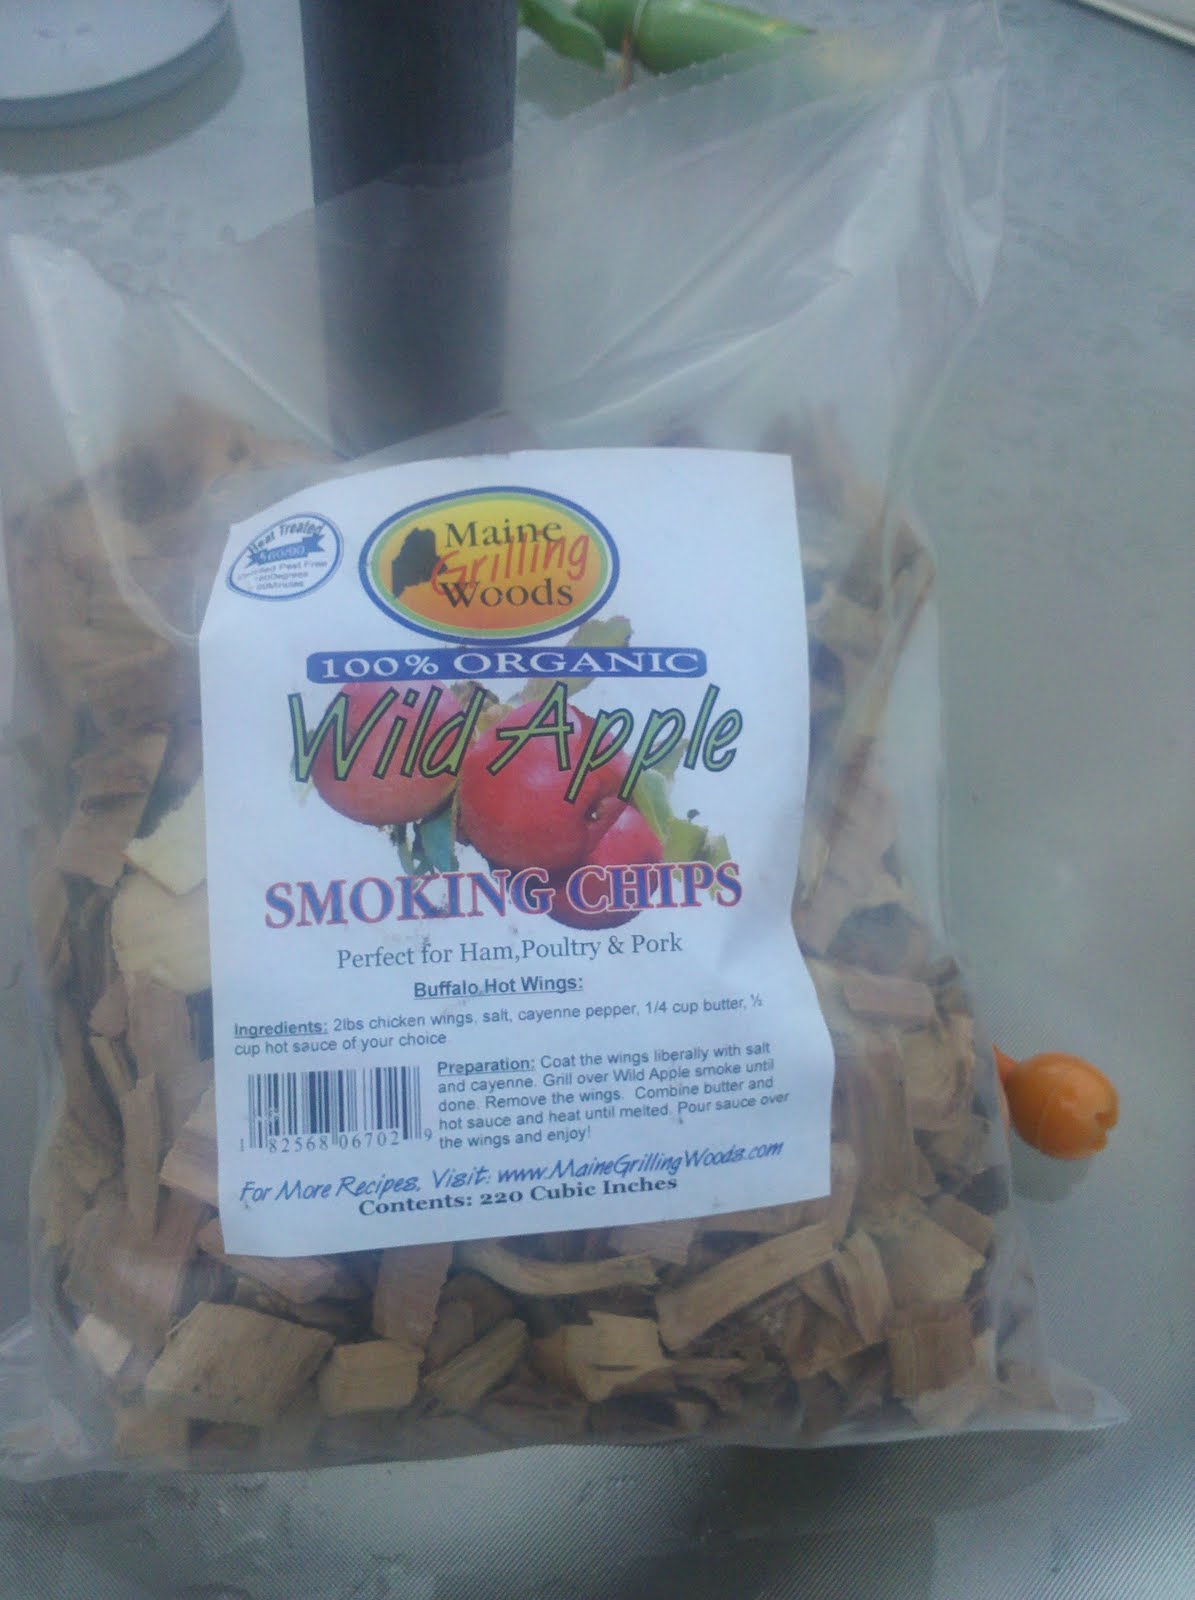 Heat Treated
Pest Free
Maine
Grilling
Woods
100% ORGANIC
Wild Apple
SMOKING CHIPS
Perfect for Ham,Poultry & Pork
Buffalo Hot Wings:
Ingredients: 2lbs chicken wings, salt, cayenne pepper, 1/4 cup butter, ½
cup hot sauce of your choice
Preparation: Coat the wings liberally with salt
and cayenne. Grill over Wild Apple smoke until
done. Remove the wings. Combine butter and
hot sauce and heat until melted. Pour sauce over
the wings and enjoy!
1 82568 06702 9
For More Recipes, Visit: www.MaineGrillingWoods.com
Contents: 220 Cubic Inches